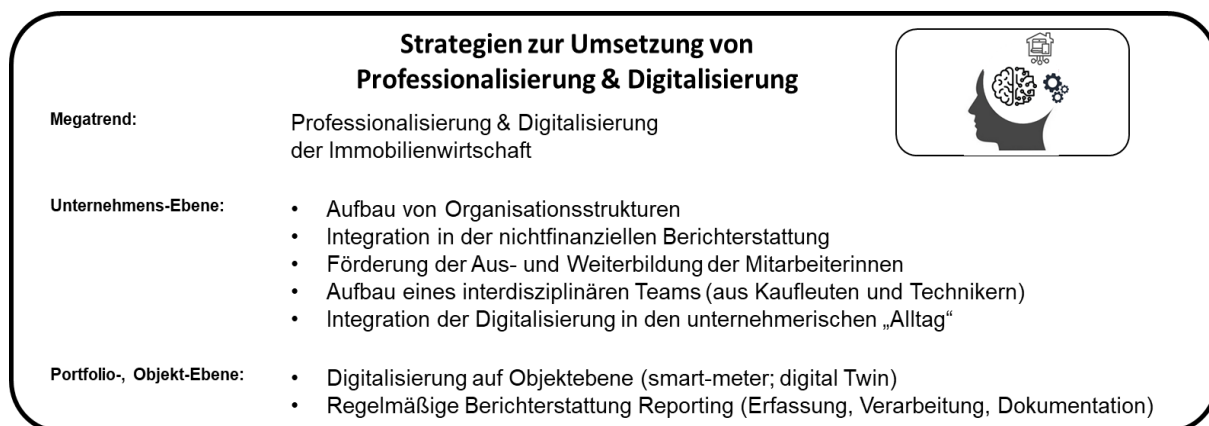 Strategien zur Umsetzung von
Professionalisierung & Digitalisierung
Megatrend:
Professionalisierung & Digitalisierung
der Immobilienwirtschaft
Unternehmens-Ebene:
• Aufbau von Organisationsstrukturen
• Integration in der nichtfinanziellen Berichterstattung
• Förderung der Aus- und Weiterbildung der Mitarbeiterinnen
• Aufbau eines interdisziplinären Teams (aus Kaufleuten und Technikern)
• Integration der Digitalisierung in den unternehmerischen „Alltag“
Portfolio-, Objekt-Ebene:
• Digitalisierung auf Objektebene (smart-meter; digital Twin)
• Regelmäßige Berichterstattung Reporting (Erfassung, Verarbeitung, Dokumentation)